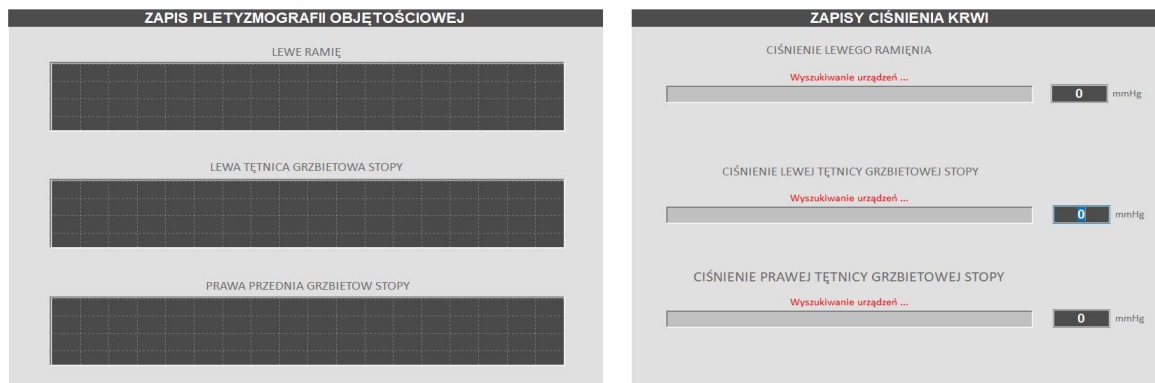 ZAPIS PLETYZMOGRAFII OBJĘTOŚCIOWEJ
LEWE RAMIĘ
LEWA TĘTNICA GRZBIETOWA STOPY
PRAWA PRZEDNIA GRZBIETOW STOPY
ZAPISY CIŚNIENIA KRWI
CIŚNIENIE LEWEGO RAMIĘNIA
Wyszukiwanie urządzeń ...
0 mmHg
CIŚNIENIE LEWEJ TĘTNICY GRZBIETOWEJ STOPY
Wyszukiwanie urządzeń ...
0 mmHg
CIŚNIENIE PRAWEJ TĘTNICY GRZBIETOWEJ STOPY
Wyszukiwanie urządzeń ...
0 mmHg